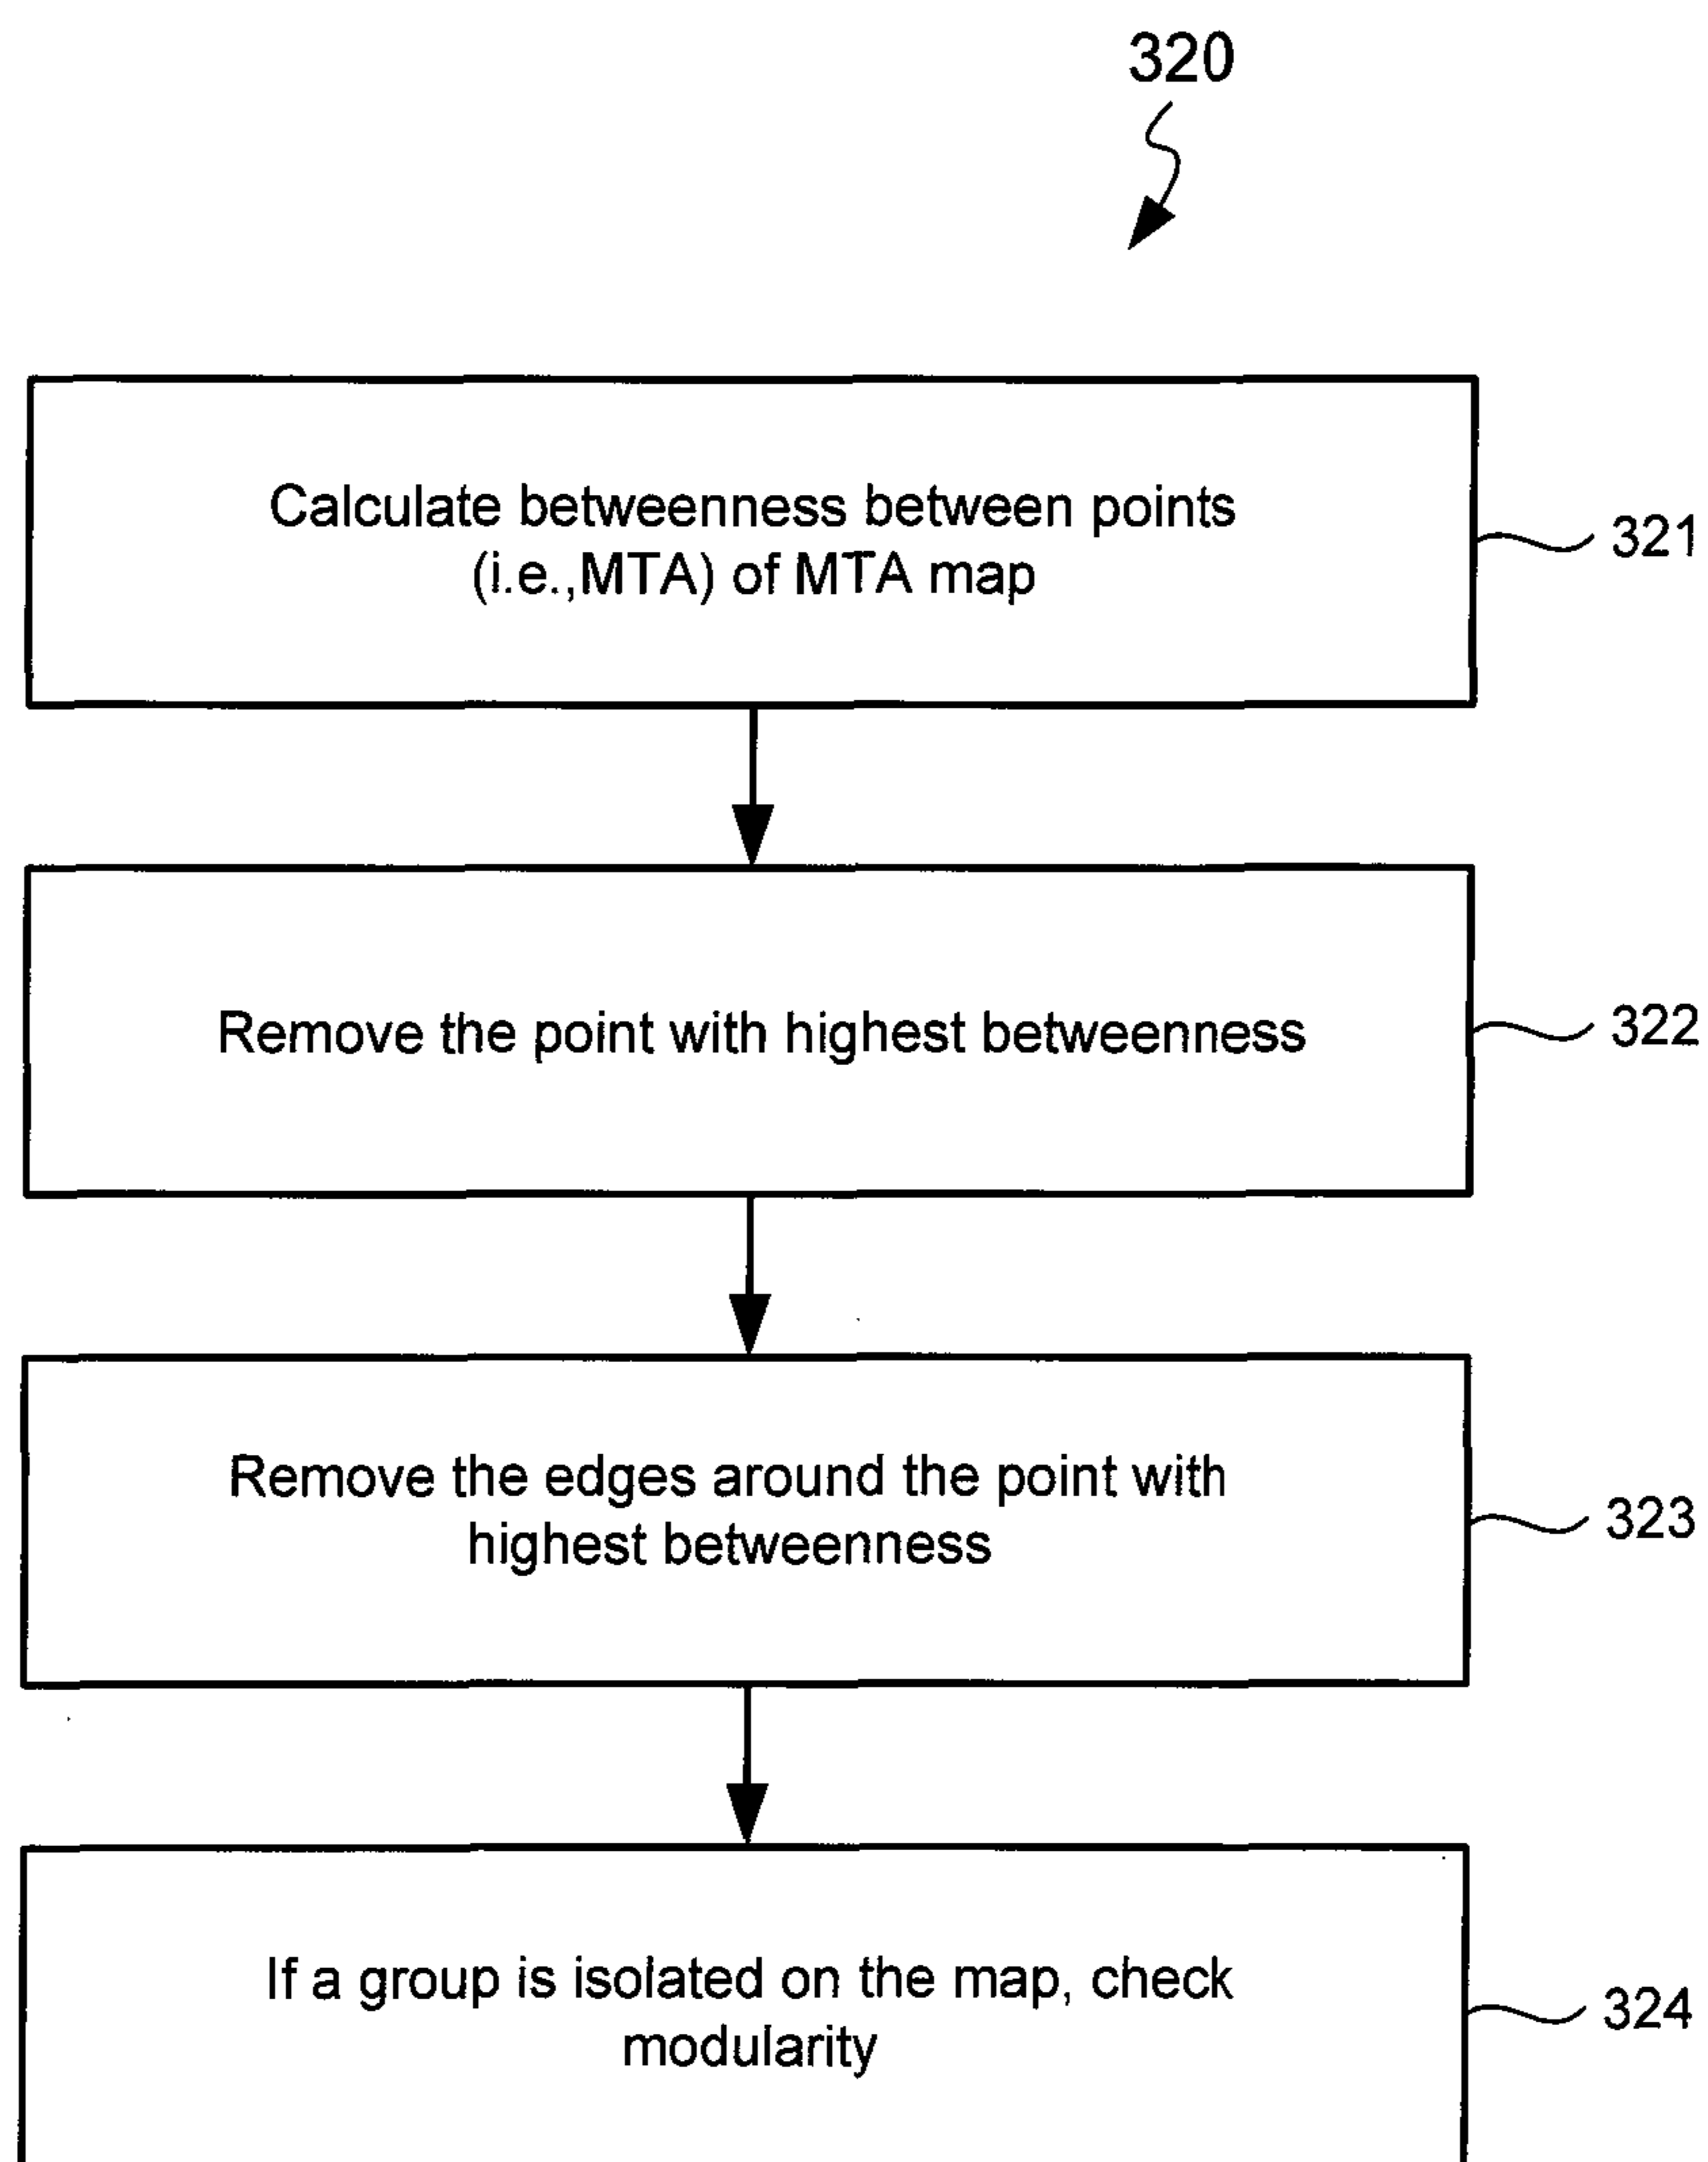 320
Calculate betweenness between points
(i.e.,MTA) of MTA map
321
Remove the point with highest betweenness
322
Remove the edges around the point with
highest betweenness
323
If a group is isolated on the map, check
modularity
324